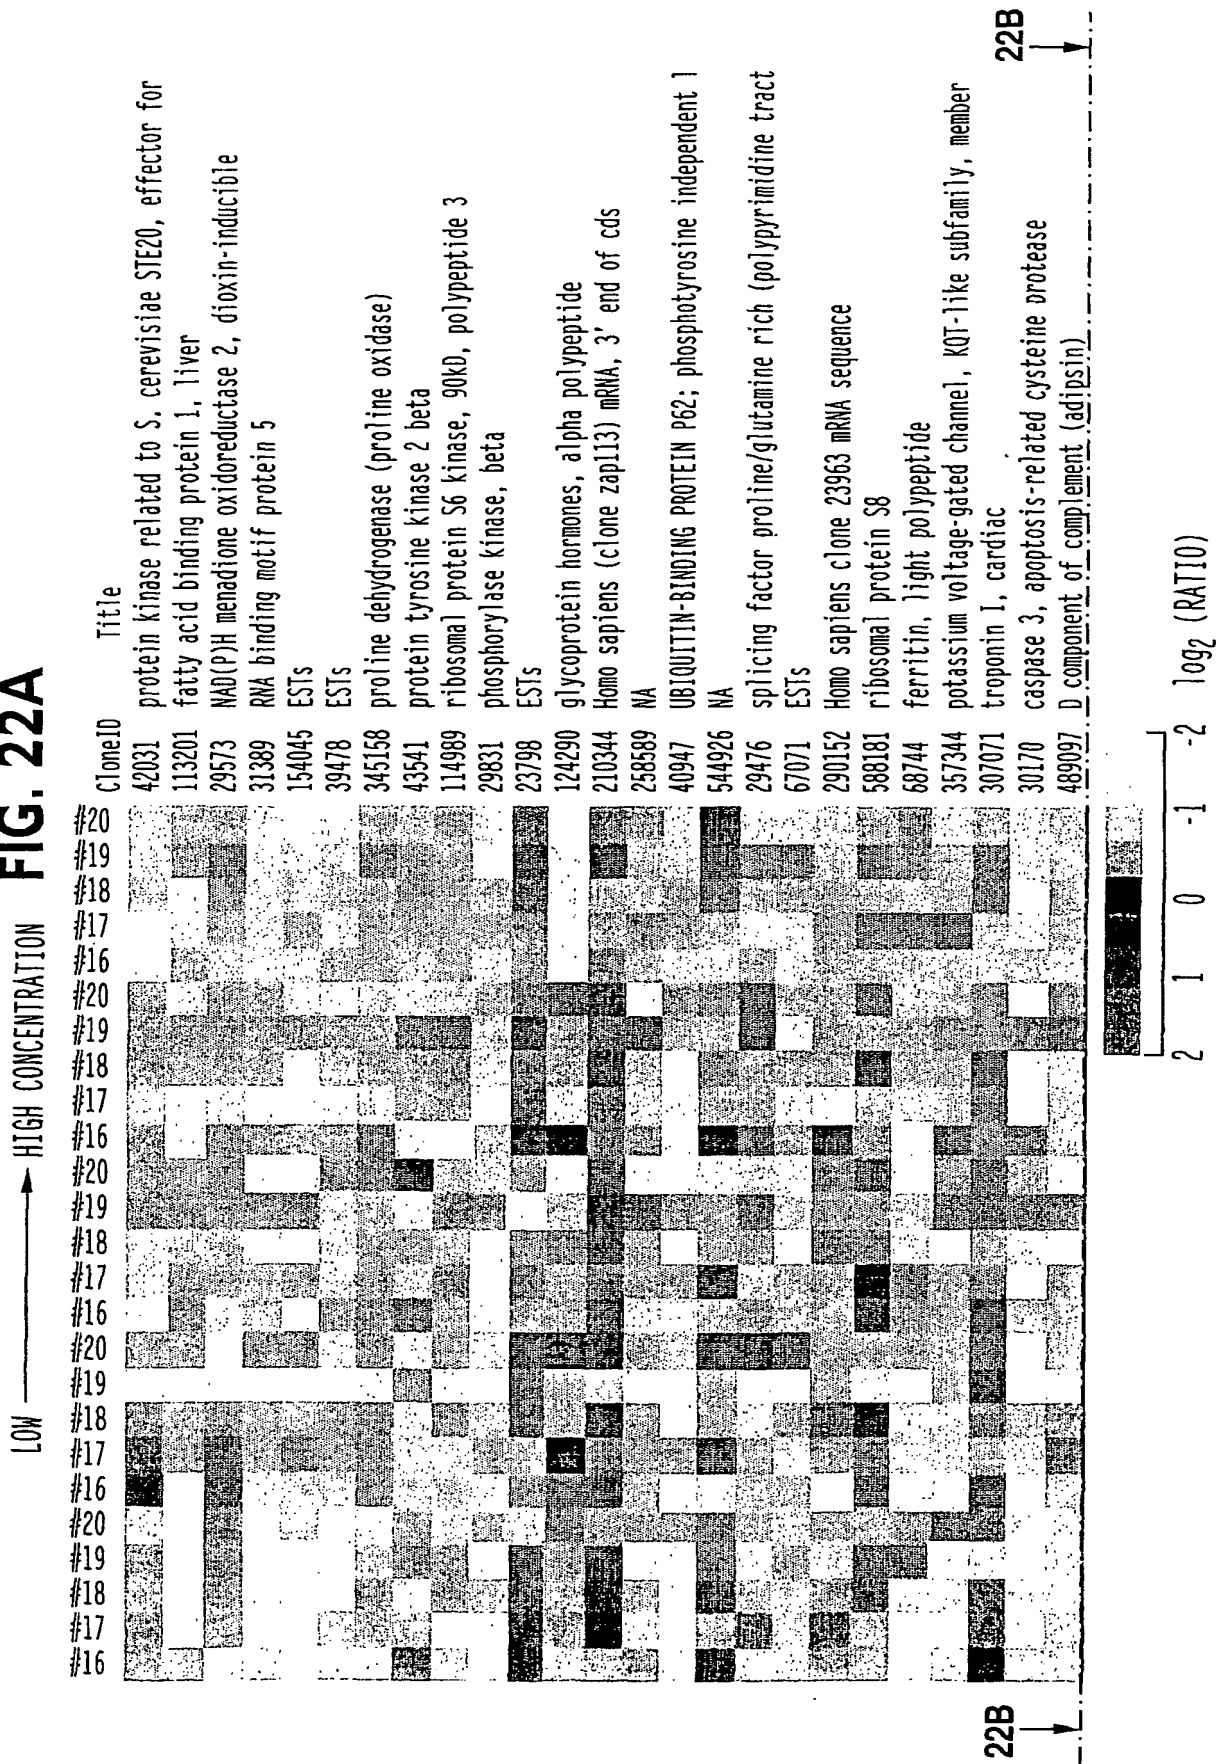 FIG. 22A
LOW HIGH CONCENTRATION
#16 #17 #18 #19 #20 #16 #17 #18 #19 #20 #16 #17 #18 #19 #20 #16 #17 #18 #19 #20 #16 #17 #18 #19 #20
CloneID Title
42031 protein kinase related to S. cerevisiae STE20, effector for
113201 fatty acid binding protein 1, liver
29573 NAD(P)H menadione oxidoreductase 2, dioxin-inducible
31389 RNA binding motif protein 5
154045 ESTs
39478 ESTs
345158 proline dehydrogenase (proline oxidase)
43541 protein tyrosine kinase 2 beta
114989 ribosomal protein S6 kinase, 90kD, polypeptide 3
29831 phosphorylase kinase, beta
23798 ESTs
124290 glycoprotein hormones, alpha polypeptide
210344 Homo sapiens (clone zap113) mRNA, 3' end of cds
258589 NA
40947 UBIQUITIN-BINDING PROTEIN P62; phosphotyrosine independent l
544926 NA
29476 splicing factor proline/glutamine rich (polypyrimidine tract
67071 ESTs
290152 Homo sapiens clone 23963 mRNA sequence
588181 ribosomal protein S8
68744 ferritin, light polypeptide
357344 potassium voltage-gated channel, KQT-like subfamily, member
307071 troponin I, cardiac
30170 caspase 3, apoptosis-related cysteine protease
489097 D component of complement (adipsin)
22B 22B
2 1 0 -1 -2 log2 (RATIO)